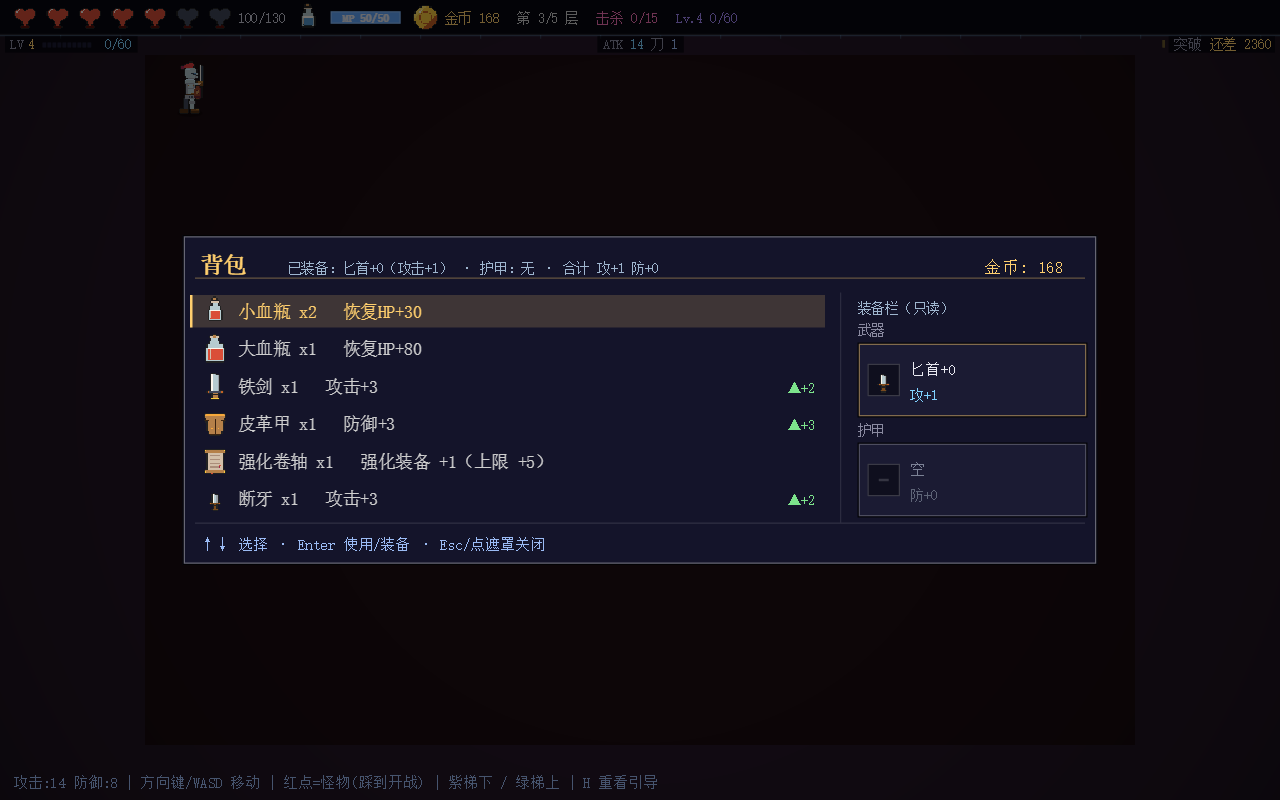 100/130 MP 50/50 金币 168 第 3/5 层 击杀 0/15 Lv.4 0/60
LV 4 0/60 ATK 14 刀 1 突破 还差 2360
背包 已装备: 匕首+0（攻击+1） · 护甲: 无 · 合计 攻+1 防+0 金币: 168
小血瓶 x2 恢复HP+30
大血瓶 x1 恢复HP+80
铁剑 x1 攻击+3 ▲+2
皮革甲 x1 防御+3 ▲+3
强化卷轴 x1 强化装备 +1（上限 +5）
断牙 x1 攻击+3 ▲+2
装备栏（只读）
武器
匕首+0
攻+1
护甲
空
防+0
↑↓ 选择 · Enter 使用/装备 · Esc/点遮罩关闭
攻击:14 防御:8 | 方向键/WASD 移动 | 红点=怪物(踩到开战) | 紫梯下 / 绿梯上 | H 重看引导